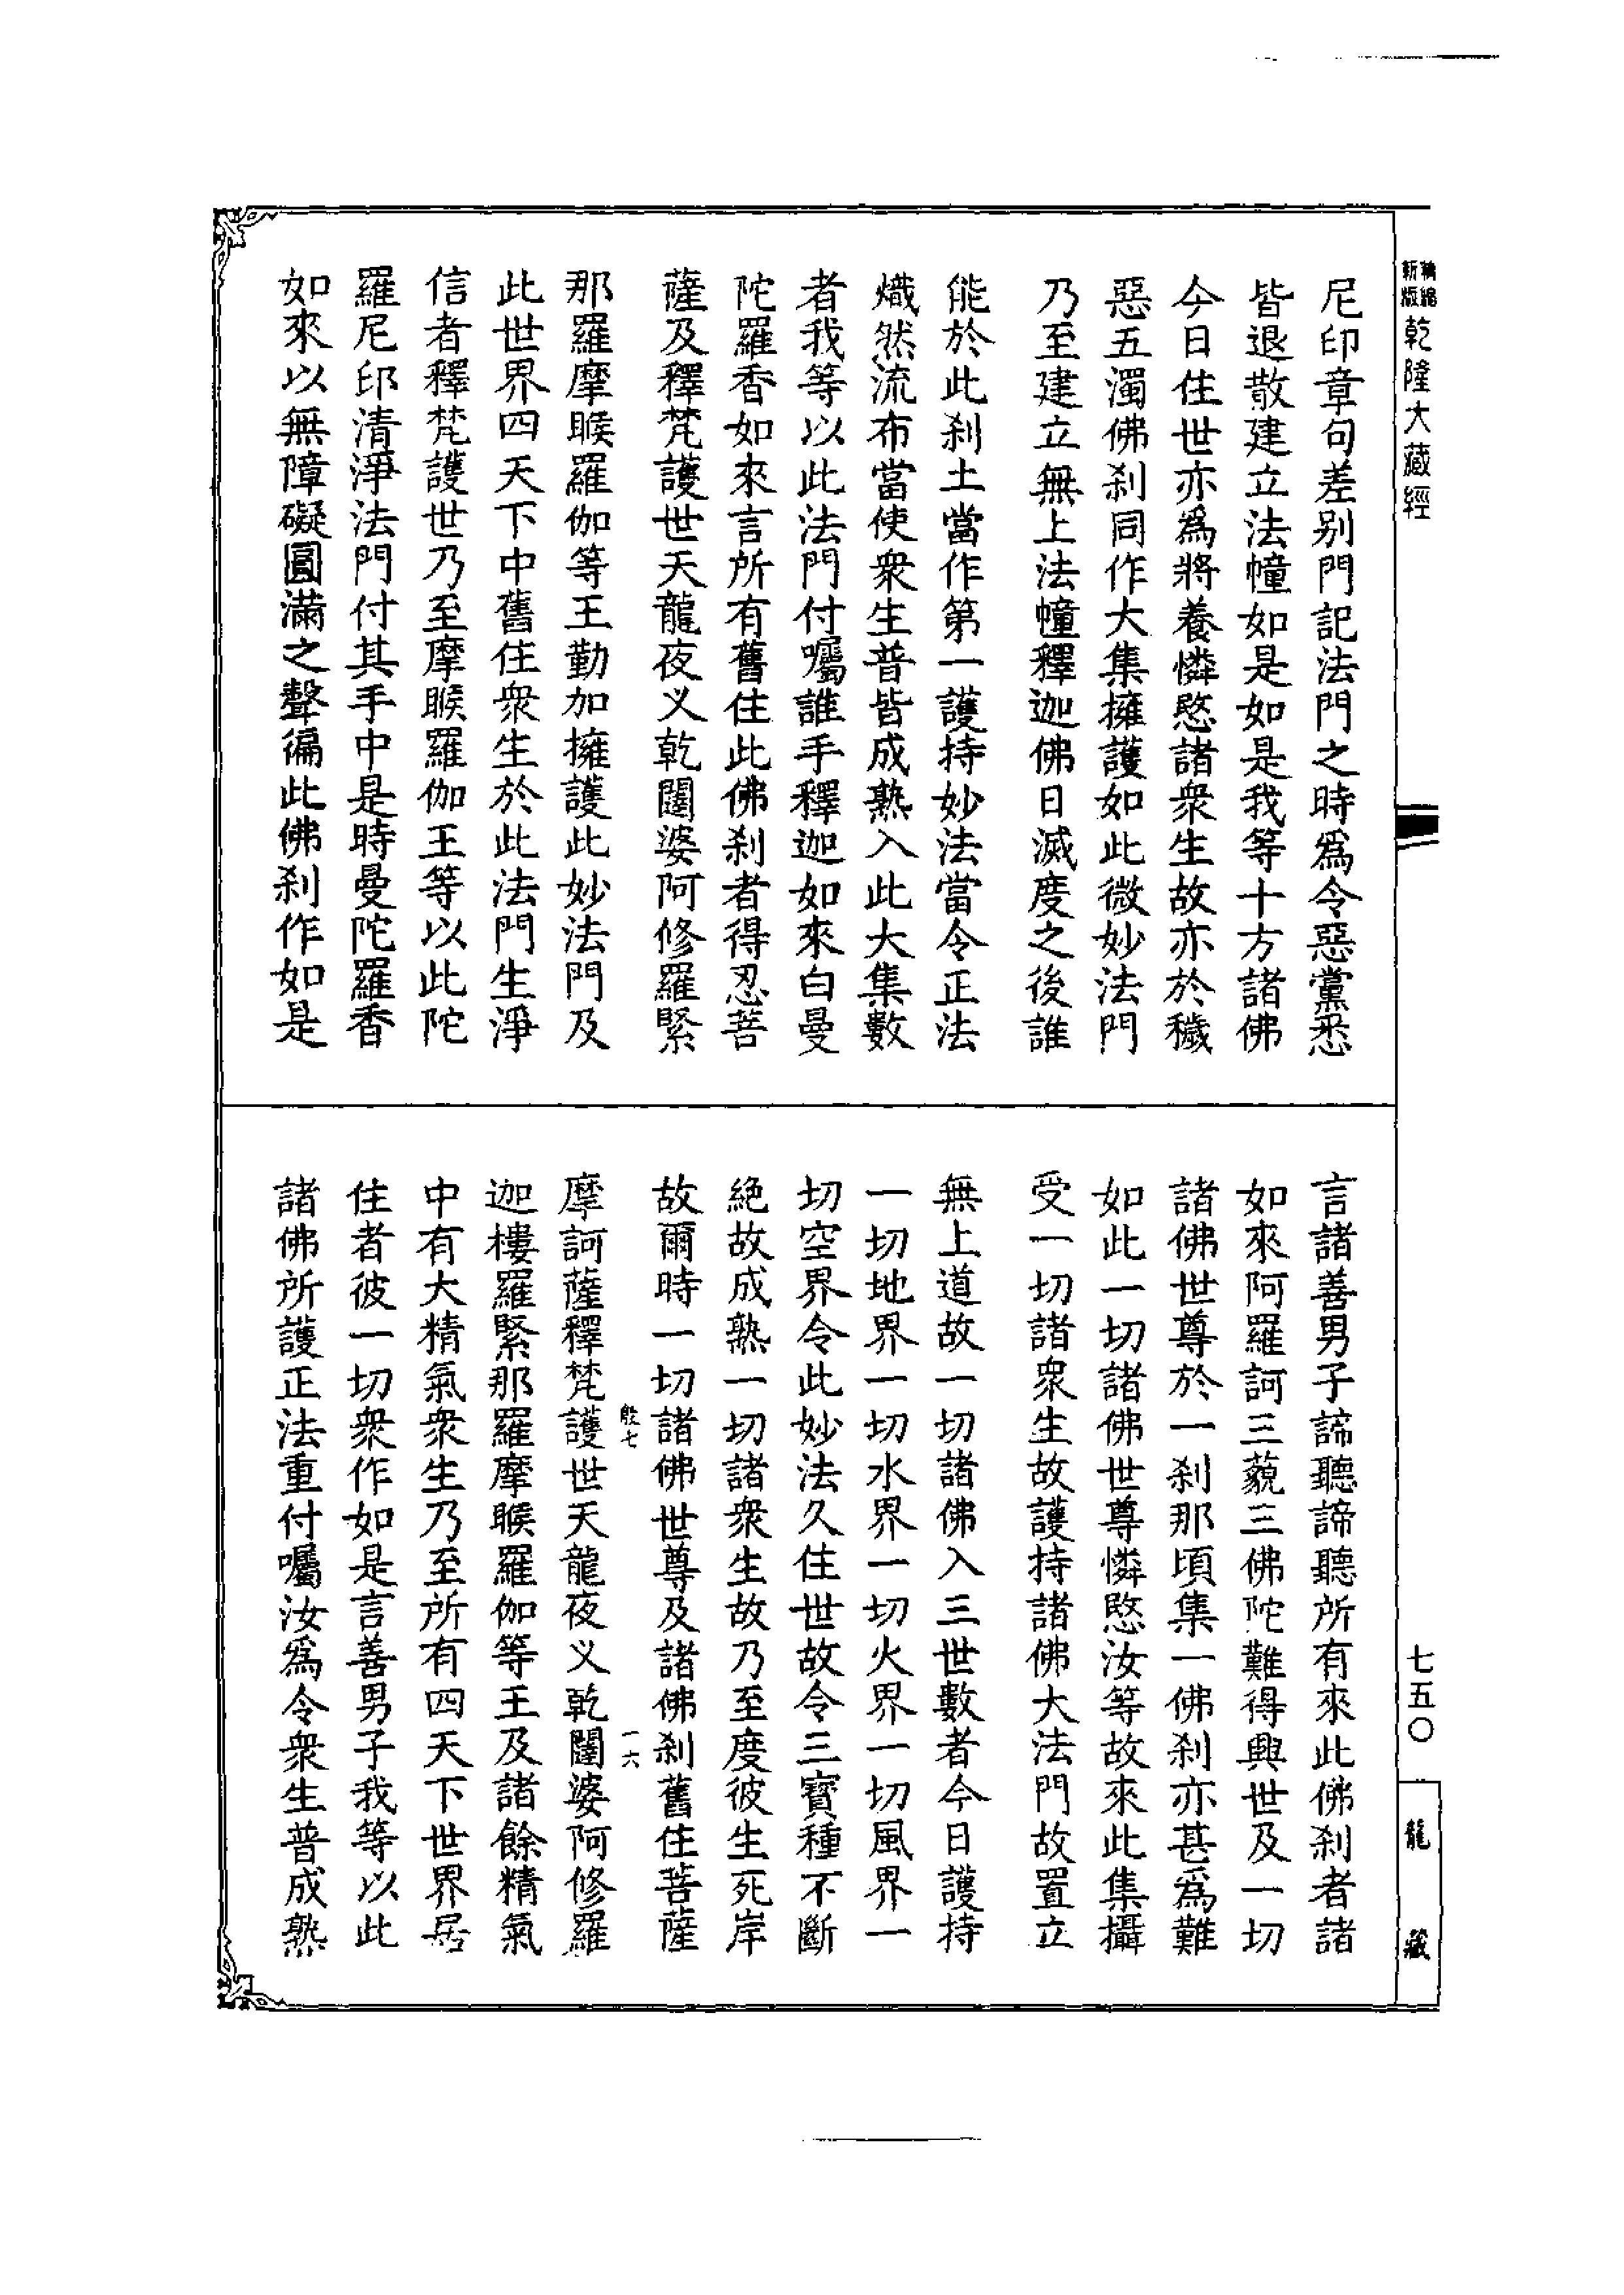 新編
縮版
乾隆大藏經
尼印章句差別門記法門之時爲令惡黨悉
皆退散建立法幢如是如是我等十方諸佛
今日住世亦爲將養憐愍諸衆生故亦於穢
惡五濁佛刹同作大集擁護如此微妙法門
乃至建立無上法幢釋迦佛日滅度之後誰
能於此刹土當作第一護持妙法當令正法
熾然流布當使衆生普皆成熟入此大集數
者我等以此法門付囑誰手釋迦如來白曼
陀羅香如來言所有舊住此佛刹者得忍菩
薩及釋梵護世天龍夜义乾闥婆阿修羅緊
那羅摩睺羅伽等王勤加擁護此妙法門及
此世界四天下中舊住衆生於此法門生淨
信者釋梵護世乃至摩睺羅伽王等以此陀
羅尼印清淨法門付其手中是時曼陀羅香
如來以無障礙圓滿之聲徧此佛刹作如是
言諸善男子諦聽諦聽所有來此佛刹者諸
如來阿羅訶三藐三佛陀難得興世及一切
諸佛世尊於一刹那頃集一佛刹亦甚爲難
如此一切諸佛世尊憐愍汝等故來此集攝
受一切諸衆生故護持諸佛大法門故置立
無上道故一切諸佛入三世數者今日護持
一切地界一切水界一切火界一切風界一
切空界令此妙法久住世故令三寶種不斷
絶故成熟一切諸衆生故乃至度彼生死岸
故爾時一切諸佛世尊及諸佛刹舊住菩薩
殷七
一六
摩訶薩釋梵護世天龍夜义乾闥婆阿修羅
迦樓羅緊那羅摩睺羅伽等王及諸餘精氣
中有大精氣衆生乃至所有四天下世界居
住者彼一切衆作如是言善男子我等以此
諸佛所護正法重付囑汝爲令衆生普成熟
七五〇
龍藏